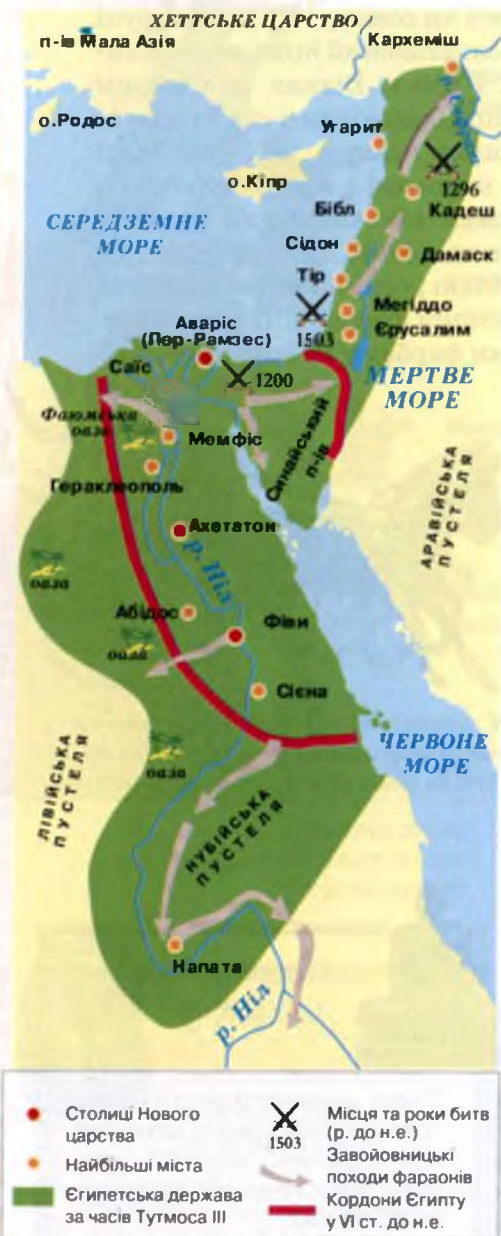 ХЕТТСЬКЕ ЦАРСТВО
п-ів Мала Азія
Кархеміш
о.Родос
Угарит
1296
о.Кіпр
Кадеш
Бібл
СЕРЕДЗЕМНЕ
МОРЕ
Сідон
Дамаск
Тір
Мегіддо
1503
Єрусалим
Аваріс
(Пер-Рамзес)
Саїс
1200
МЕРТВЕ
МОРЕ
Фаюмська
оаза
Мемфіс
Синайський
п-ів
Гераклеополь
АРАВІЙСЬКА
ПУСТЕЛЯ
Ахетатон
р. Ніл
оаза
Абідос
Фіви
оаза
Сієна
ЧЕРВОНЕ
МОРЕ
оаза
ЛІВІЙСЬКА
ПУСТЕЛЯ
НУБІЙСЬКА
ПУСТЕЛЯ
Напата
р. Ніл
Столиці Нового
царства
Найбільші міста
Єгипетська держава
за часів Тутмоса III
1503
Місця та роки битв
(р. до н.е.)
Завойовницькі
походи фараонів
Кордони Єгипту
у VI ст. до н.е.